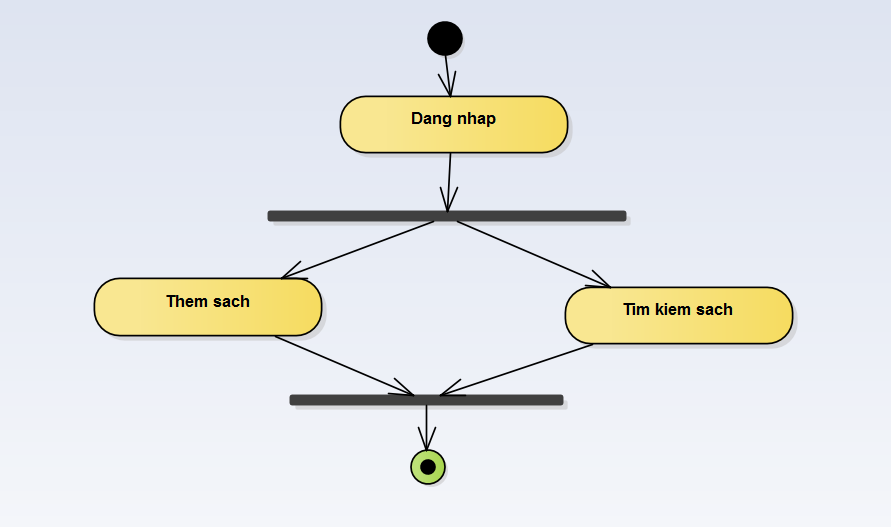 Dang nhap
Them sach
Tim kiem sach